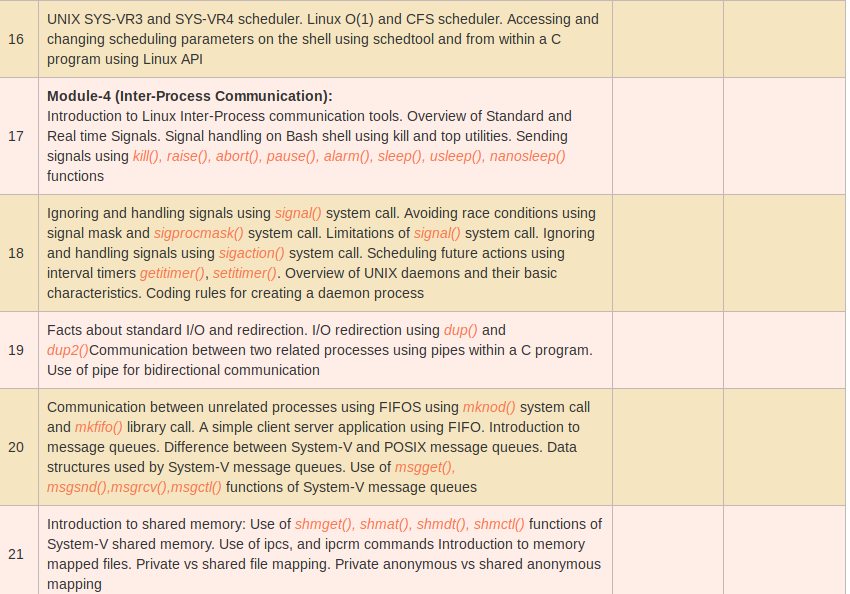 16
UNIX SYS-VR3 and SYS-VR4 scheduler. Linux O(1) and CFS scheduler. Accessing and
changing scheduling parameters on the shell using schedtool and from within a C
program using Linux API
17
Module-4 (Inter-Process Communication):
Introduction to Linux Inter-Process communication tools. Overview of Standard and
Real time Signals. Signal handling on Bash shell using kill and top utilities. Sending
signals using kill(), raise(), abort(), pause(), alarm(), sleep(), usleep(), nanosleep()
functions
18
Ignoring and handling signals using signal() system call. Avoiding race conditions using
signal mask and sigprocmask() system call. Limitations of signal() system call. Ignoring
and handling signals using sigaction() system call. Scheduling future actions using
interval timers getitimer(), setitimer(). Overview of UNIX daemons and their basic
characteristics. Coding rules for creating a daemon process
19
Facts about standard I/O and redirection. I/O redirection using dup() and
dup2()Communication between two related processes using pipes within a C program.
Use of pipe for bidirectional communication
20
Communication between unrelated processes using FIFOS using mknod() system call
and mkfifo() library call. A simple client server application using FIFO. Introduction to
message queues. Difference between System-V and POSIX message queues. Data
structures used by System-V message queues. Use of msgget(),
msgsnd(),msgrcv(),msgctl() functions of System-V message queues
21
Introduction to shared memory: Use of shmget(), shmat(), shmdt(), shmctl() functions of
System-V shared memory. Use of ipcs, and ipcrm commands Introduction to memory
mapped files. Private vs shared file mapping. Private anonymous vs shared anonymous
mapping